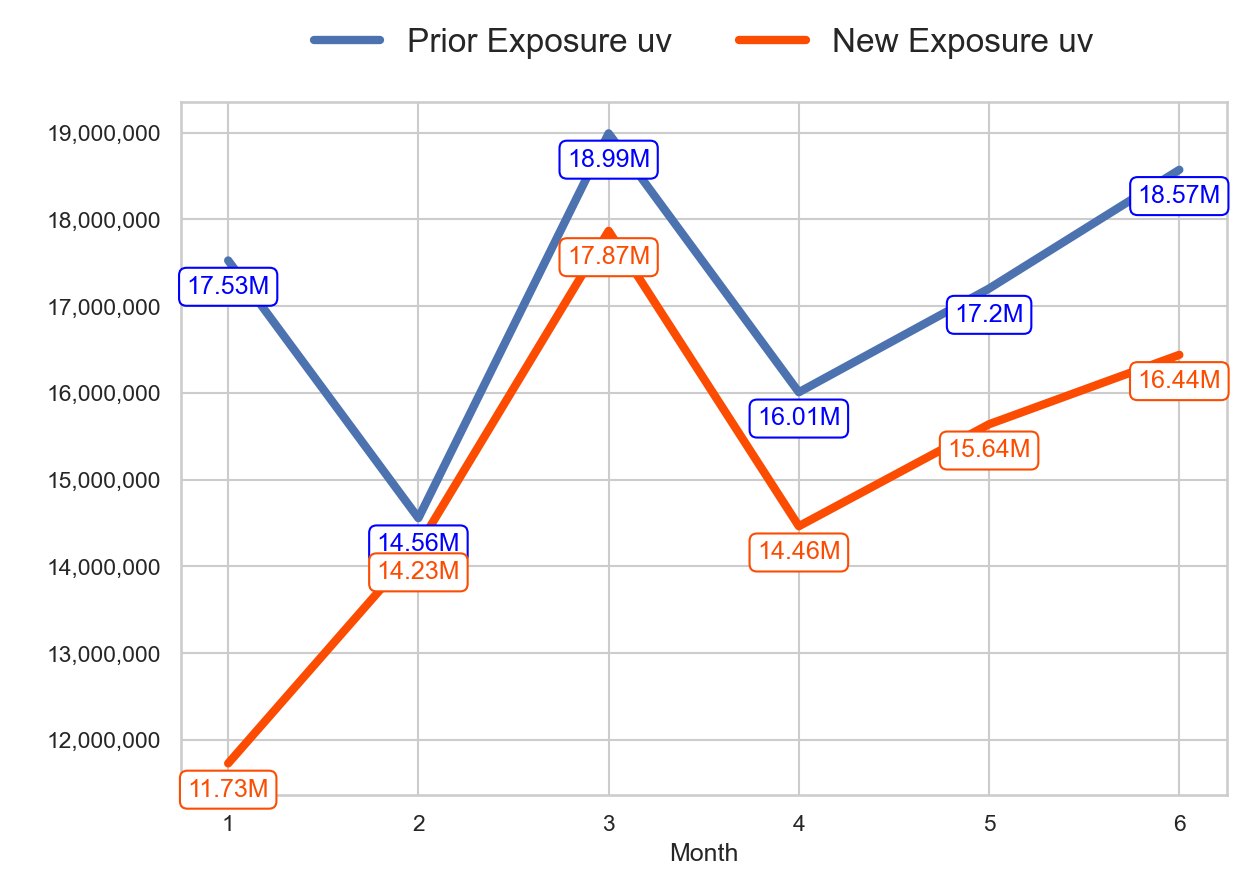 Prior Exposure uv New Exposure uv
19,000,000
18.99M
18,000,000
18.57M
17.53M
17.87M
17,000,000
17.2M
16,000,000
16.44M
16.01M
15.64M
15,000,000
14.56M
14.46M
14,000,000
14.23M
13,000,000
12,000,000
11.73M
1 2 3 4 5 6
Month